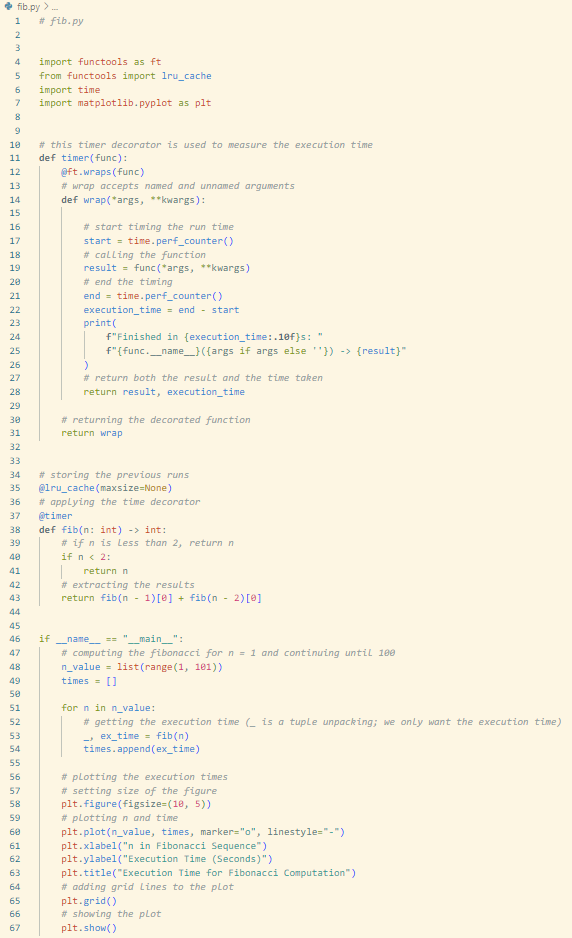 fib.py > ...
1 # fib.py
2
3
4 import functools as ft
5 from functools import lru_cache
6 import time
7 import matplotlib.pyplot as plt
8
9
10 # this timer decorator is used to measure the execution time
11 def timer(func):
12     @ft.wraps(func)
13     # wrap accepts named and unnamed arguments
14     def wrap(*args, **kwargs):
15
16         # start timing the run time
17         start = time.perf_counter()
18         # calling the function
19         result = func(*args, **kwargs)
20         # end the timing
21         end = time.perf_counter()
22         execution_time = end - start
23         print(
24             f"Finished in {execution_time:.10f}s: "
25             f"{func.__name__}({args if args else ''}) -> {result}"
26         )
27         # return both the result and the time taken
28         return result, execution_time
29
30     # returning the decorated function
31     return wrap
32
33
34 # storing the previous runs
35 @lru_cache(maxsize=None)
36 # applying the time decorator
37 @timer
38 def fib(n: int) -> int:
39     # if n is less than 2, return n
40     if n < 2:
41         return n
42     # extracting the results
43     return fib(n - 1)[0] + fib(n - 2)[0]
44
45
46 if __name__ == "__main__":
47     # computing the fibonacci for n = 1 and continuing until 100
48     n_value = list(range(1, 101))
49     times = []
50
51     for n in n_value:
52         # getting the execution time (_ is a tuple unpacking; we only want the execution time)
53         _, ex_time = fib(n)
54         times.append(ex_time)
55
56     # plotting the execution times
57     # setting size of the figure
58     plt.figure(figsize=(10, 5))
59     # plotting n and time
60     plt.plot(n_value, times, marker="o", linestyle="-")
61     plt.xlabel("n in Fibonacci Sequence")
62     plt.ylabel("Execution Time (Seconds)")
63     plt.title("Execution Time for Fibonacci Computation")
64     # adding grid lines to the plot
65     plt.grid()
66     # showing the plot
67     plt.show()